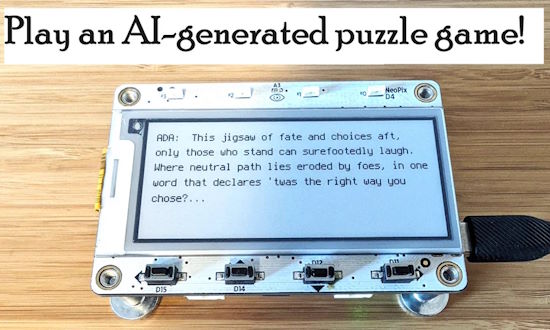 Play an AI-generated puzzle game!
NeoPix
D4
ADA: This jigsaw of fate and choices aft,
only those who stand can surefootedly laugh.
Where neutral path lies eroded by foes, in one
word that declares 'twas the right way you
chose?...
D15
D14
D12
D11